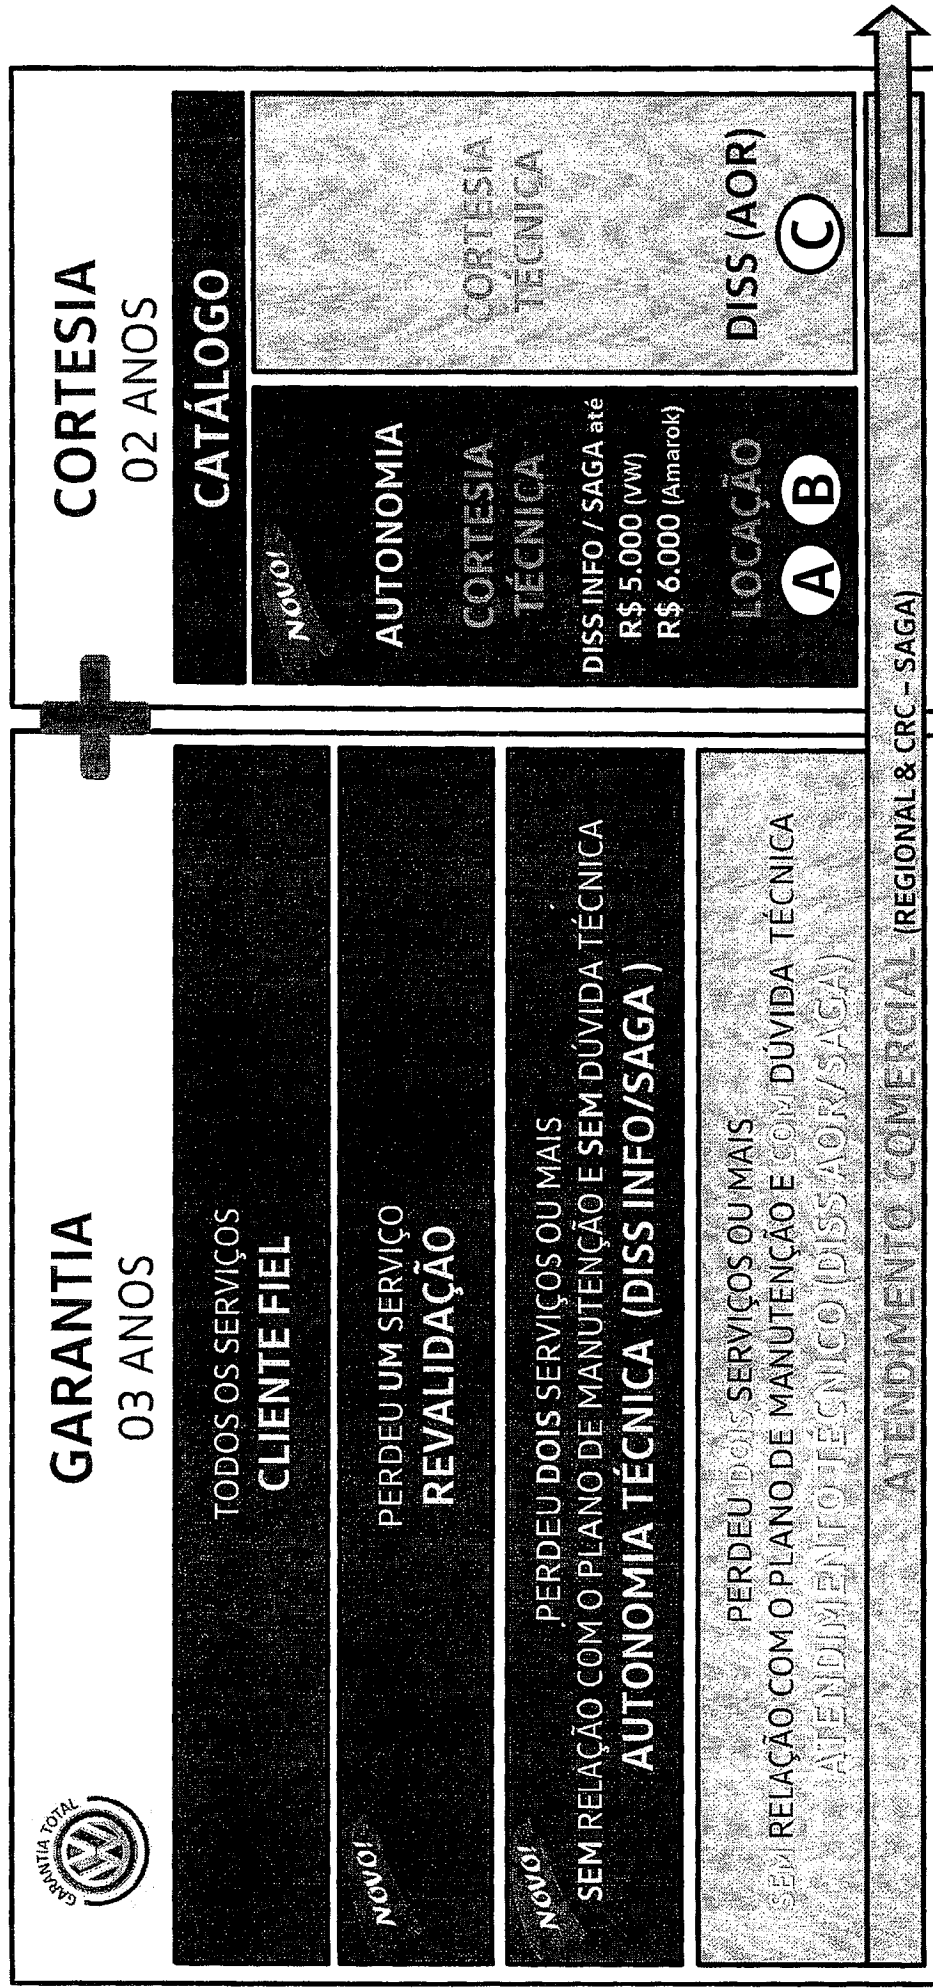 GARANTIA TOTAL
GARANTIA
03 ANOS
TODOS OS SERVIÇOS
CLIENTE FIEL
NOVO!
PERDEU UM SERVIÇO
REVALIDAÇÃO
NOVO!
PERDEU DOIS SERVIÇOS OU MAIS
SEM RELAÇÃO COM O PLANO DE MANUTENÇÃO E SEM DÚVIDA TÉCNICA
AUTONOMIA TÉCNICA (DISS INFO/SAGA )
PERDEU DOIS SERVIÇOS OU MAIS
SEM RELAÇÃO COM O PLANO DE MANUTENÇÃO E COM DÚVIDA TÉCNICA
ATENDIMENTO TÉCNICO (DISS AOR/SAGA)
CORTESIA
02 ANOS
CATÁLOGO
NOVO!
AUTONOMIA
CORTESIA
TÉCNICA
DISS INFO / SAGA até
R$ 5.000 (VW)
R$ 6.000 (Amarok)
LOCAÇÃO
A B
CORTESIA
TÉCNICA
DISS (AOR)
C
ATENDIMENTO COMERCIAL (REGIONAL & CRC – SAGA)